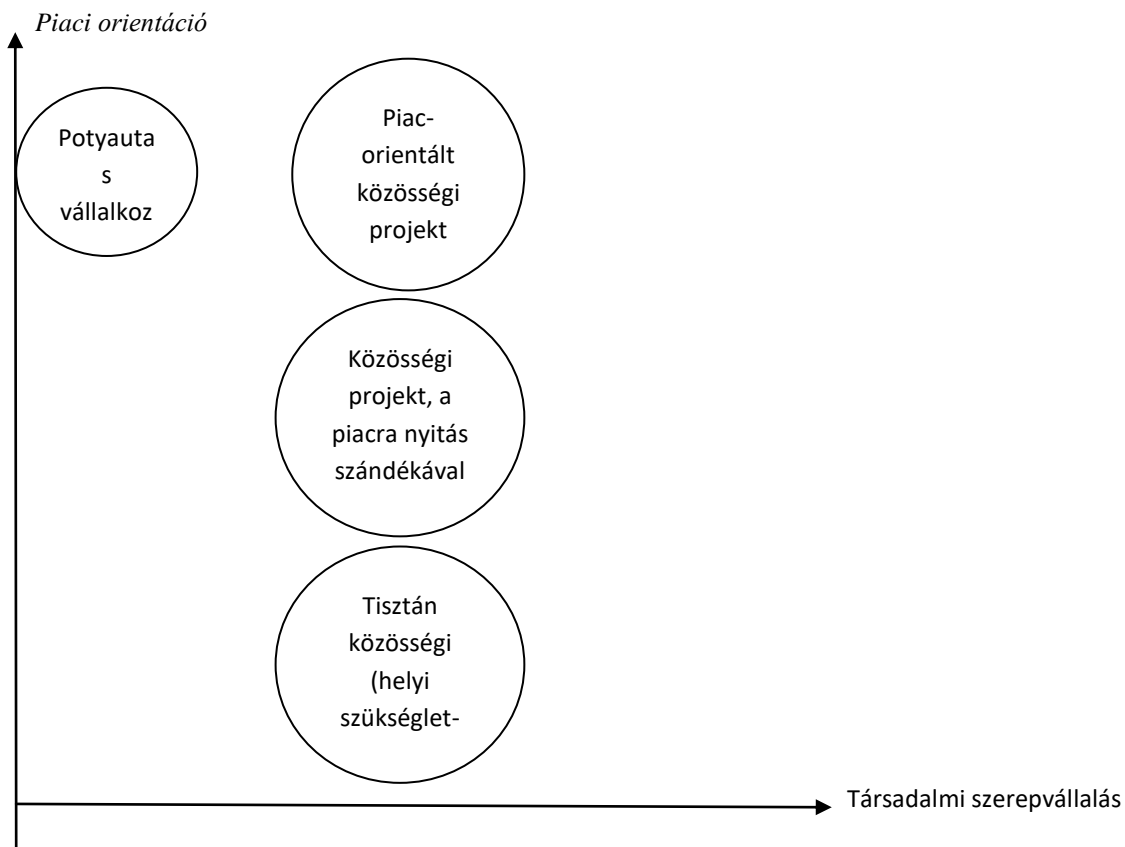 Piaci orientáció
Potyauta
s
vállalkoz
Piac-
orientált
közösségi
projekt
Közösségi
projekt, a
piacra nyitás
szándékával
Tisztán
közösségi
(helyi
szükséglet-
Társadalmi szerepvállalás